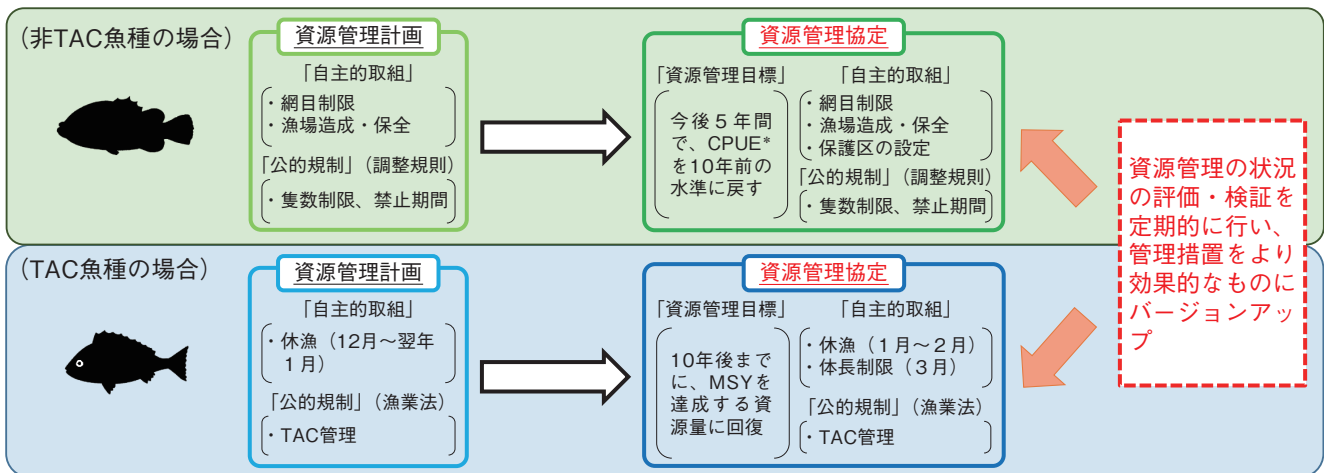 （非TAC魚種の場合）
資源管理計画
「自主的取組」
・網目制限
・漁場造成・保全
「公的規制」（調整規則）
・隻数制限、禁止期間
資源管理協定
「資源管理目標」
今後５年間
で、CPUE*
を10年前の
水準に戻す
「自主的取組」
・網目制限
・漁場造成・保全
・保護区の設定
「公的規制」（調整規則）
・隻数制限、禁止期間
（TAC魚種の場合）
資源管理計画
「自主的取組」
・休漁（12月～翌年
１月）
「公的規制」（漁業法）
・TAC管理
資源管理協定
「資源管理目標」
10年後まで
に、MSYを
達成する資
源量に回復
「自主的取組」
・休漁（１月～２月）
・体長制限（３月）
「公的規制」（漁業法）
・TAC管理
資源管理の状況
の評価・検証を
定期的に行い、
管理措置をより
効果的なものに
バージョンアッ
プ